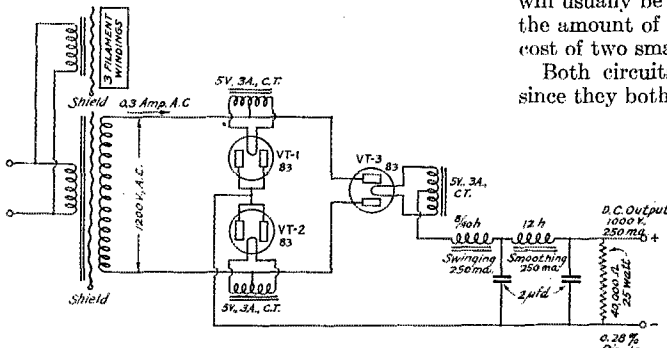 will usually be
the amount of
cost of two sma
Both circuit
since they both
3 FILAMENT
WINDINGS
Shield
0.3 Amp. A.C
5V. 3A., C.T.
VT-1
83
VT-3
83
1200 V., A.C.
5V. 3A.,
C.T.
VT-2
83
8/40h
Swinging
250 ma.
12 h
Smoothing
250 ma.
D.C. Output
1000 V.
250 ma.
+
2 µfd
40,000 Ω
25 watt
Shield
5V., 3A., C.T.
-
0.28%